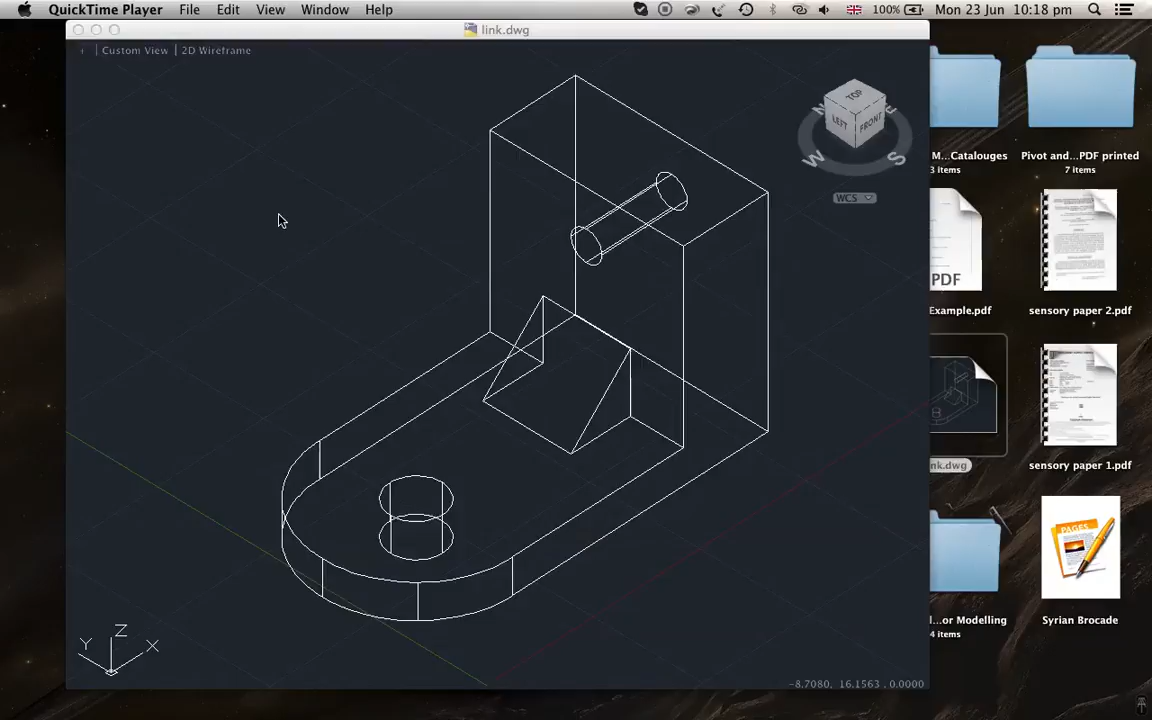 QuickTime Player File Edit View Window Help 100% Mon 23 Jun 10:18 pm
link.dwg
+ | Custom View | 2D Wireframe
TOP
LEFT FRONT
N E
W S
WCS
Z
Y X
-8.7080, 16.1563 , 0.0000
M...Catalouges
3 items
Pivot and...PDF printed
7 items
PDF
Example.pdf
sensory paper 2.pdf
nk.dwg
sensory paper 1.pdf
PAGES
l...or Modelling
4 items
Syrian Brocade